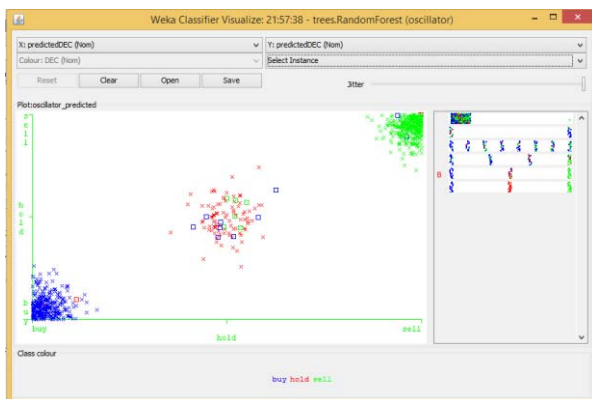 Weka Classifier Visualize: 21:57:38 - trees.RandomForest (oscillator)
X: predictedDEC (Nom)
Y: predictedDEC (Nom)
Colour: DEC (Nom)
Select Instance
Reset
Clear
Open
Save
Jitter
Plot:oscillator_predicted
sell
hold
buy
buy
hold
sell
B
Class colour
buy hold sell